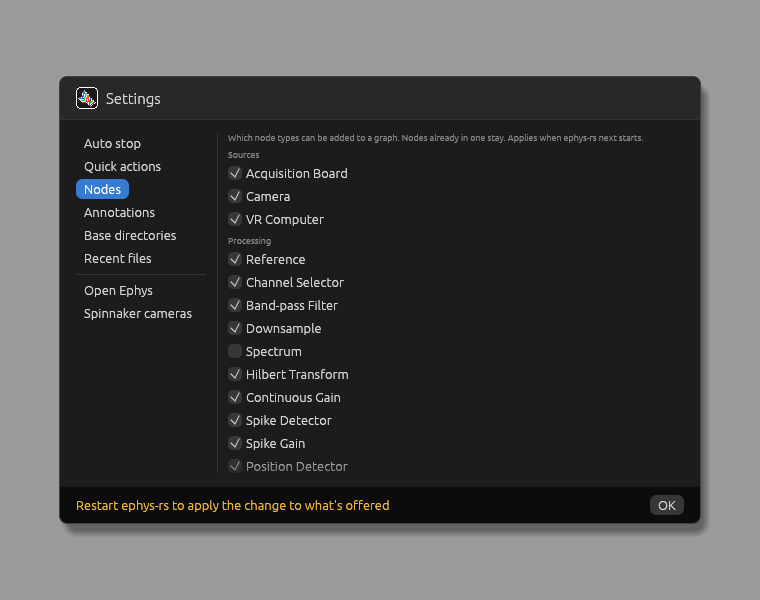 Settings
Auto stop
Quick actions
Nodes
Annotations
Base directories
Recent files
Open Ephys
Spinnaker cameras
Which node types can be added to a graph. Nodes already in one stay. Applies when ephys-rs next starts.
Sources
Acquisition Board
Camera
VR Computer
Processing
Reference
Channel Selector
Band-pass Filter
Downsample
Spectrum
Hilbert Transform
Continuous Gain
Spike Detector
Spike Gain
Position Detector
Restart ephys-rs to apply the change to what's offered
OK